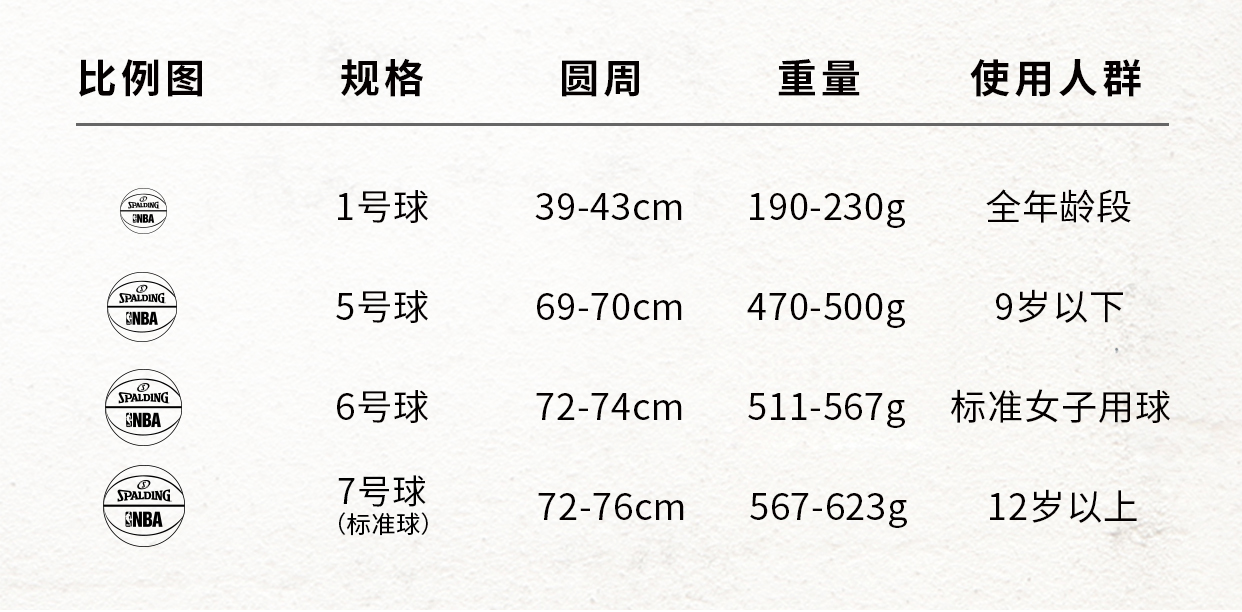 比例图 规格 圆周 重量 使用人群
SPALDING
NBA
1号球 39-43cm 190-230g 全年龄段
SPALDING
NBA
5号球 69-70cm 470-500g 9岁以下
SPALDING
NBA
6号球 72-74cm 511-567g 标准女子用球
SPALDING
NBA
7号球
(标准球)
72-76cm 567-623g 12岁以上